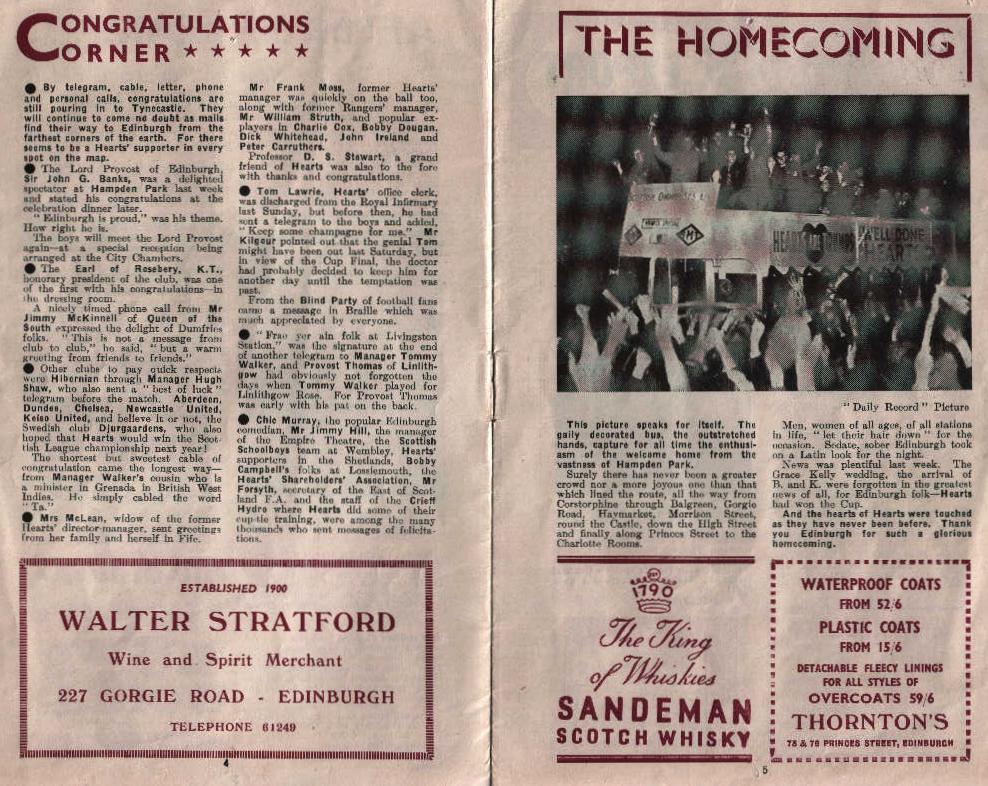 CONGRATULATIONS
CORNER ★ ★ ★ ★ ★
● By telegram, cable, letter, phone
and personal calls, congratulations are
still pouring in to Tynecastle. They
will continue to come no doubt as mails
find their way to Edinburgh from the
farthest corners of the earth. For there
seems to be a Hearts' supporter in every
spot on the map.
● The Lord Provost of Edinburgh,
Sir John G. Banks, was a delighted
spectator at Hampden Park last week
and stated his congratulations at the
celebration dinner later.
" Edinburgh is proud," was his theme.
How right he is.
The boys will meet the Lord Provost
again—at a special reception being
arranged at the City Chambers.
● The Earl of Rosebery, K.T.,
honorary president of the club, was one
of the first with his congratulations—in
the dressing room.
A nicely timed phone call from Mr
Jimmy McKinnell of Queen of the
South expressed the delight of Dumfries
folks. " This is not a message from
club to club," he said, " but a warm
greeting from friends to friends."
● Other clubs to pay quick respects
were Hibernian through Manager Hugh
Shaw, who also sent a " best of luck "
telegram before the match. Aberdeen,
Dundee, Chelsea, Newcastle United,
Kelso United, and believe it or not, the
Swedish club Djurgaardens, who also
hoped that Hearts would win the Scot-
tish League championship next year!
The shortest but sweetest cable of
congratulation came the longest way—
from Manager Walker's cousin who is
a minister in Grenada in British West
Indies. He simply cabled the word
" Ta."
● Mrs McLean, widow of the former
Hearts' director-manager, sent greetings
from her family and herself in Fife.
Mr Frank Moss, former Hearts'
manager was quickly on the ball too,
along with former Rangers' manager,
Mr William Struth, and popular ex-
players in Charlie Cox, Bobby Dougan,
Dick Whitehead, John Ireland and
Peter Carruthers.
Professor D. S. Stewart, a grand
friend of Hearts was also to the fore
with thanks and congratulations.
● Tom Lawrie, Hearts' office clerk,
was discharged from the Royal Infirmary
last Sunday, but before then, he had
sent a telegram to the boys and added,
" Keep some champagne for me." Mr
Kilgour pointed out that the genial Tom
might have been out last Saturday, but
in view of the Cup Final, the doctor
had probably decided to keep him for
another day until the temptation was
past.
From the Blind Party of football fans
came a message in Braille which was
much appreciated by everyone.
● " Frae yer ain folk at Livingston
Station," was the signature at the end
of another telegram to Manager Tommy
Walker, and Provost Thomas of Linlith-
gow had obviously not forgotten the
days when Tommy Walker played for
Linlithgow Rose. For Provost Thomas
was early with his pat on the back.
● Chic Murray, the popular Edinburgh
comedian, Mr Jimmy Hill, the manager
of the Empire Theatre, the Scottish
Schoolboys team at Wembley, Hearts'
supporters in the Shetlands, Bobby
Campbell's folks at Lossiemouth, the
Hearts' Shareholders' Association, Mr
Forsyth, secretary of the East of Scot-
land F.A. and the staff of the Crieff
Hydro where Hearts did some of their
cup-tie training, were among the many
thousands who sent messages of felicita-
tions.
ESTABLISHED 1900
WALTER STRATFORD
Wine and Spirit Merchant
227 GORGIE ROAD - EDINBURGH
TELEPHONE 61249
4
THE HOMECOMING
HEART
WELL DONE
HEARTS
" Daily Record " Picture
This picture speaks for itself. The
gaily decorated bus, the outstretched
hands, capture for all time the enthusi-
asm of the welcome home from the
vastness of Hampden Park.
Surely there has never been a greater
crowd nor a more joyous one than that
which lined the route, all the way from
Corstorphine through Balgreen, Gorgie
Road, Haymarket, Morrison Street,
round the Castle, down the High Street
and finally along Princes Street to the
Charlotte Rooms.
Men, women of all ages, of all stations
in life, " let their hair down " for the
occasion. Sedate, sober Edinburgh took
on a Latin look for the night.
News was plentiful last week. The
Grace Kelly wedding, the arrival of
B. and K. were forgotten in the greatest
news of all, for Edinburgh folk—Hearts
had won the Cup.
And the hearts of Hearts were touched
as they have never been before. Thank
you Edinburgh for such a glorious
homecoming.
1790
The King
of Whiskies
SANDEMAN
SCOTCH WHISKY
WATERPROOF COATS
FROM 52/6
PLASTIC COATS
FROM 15/6
DETACHABLE FLEECY LININGS
FOR ALL STYLES OF
OVERCOATS 59/6
THORNTON'S
78 & 76 PRINCES STREET, EDINBURGH
5